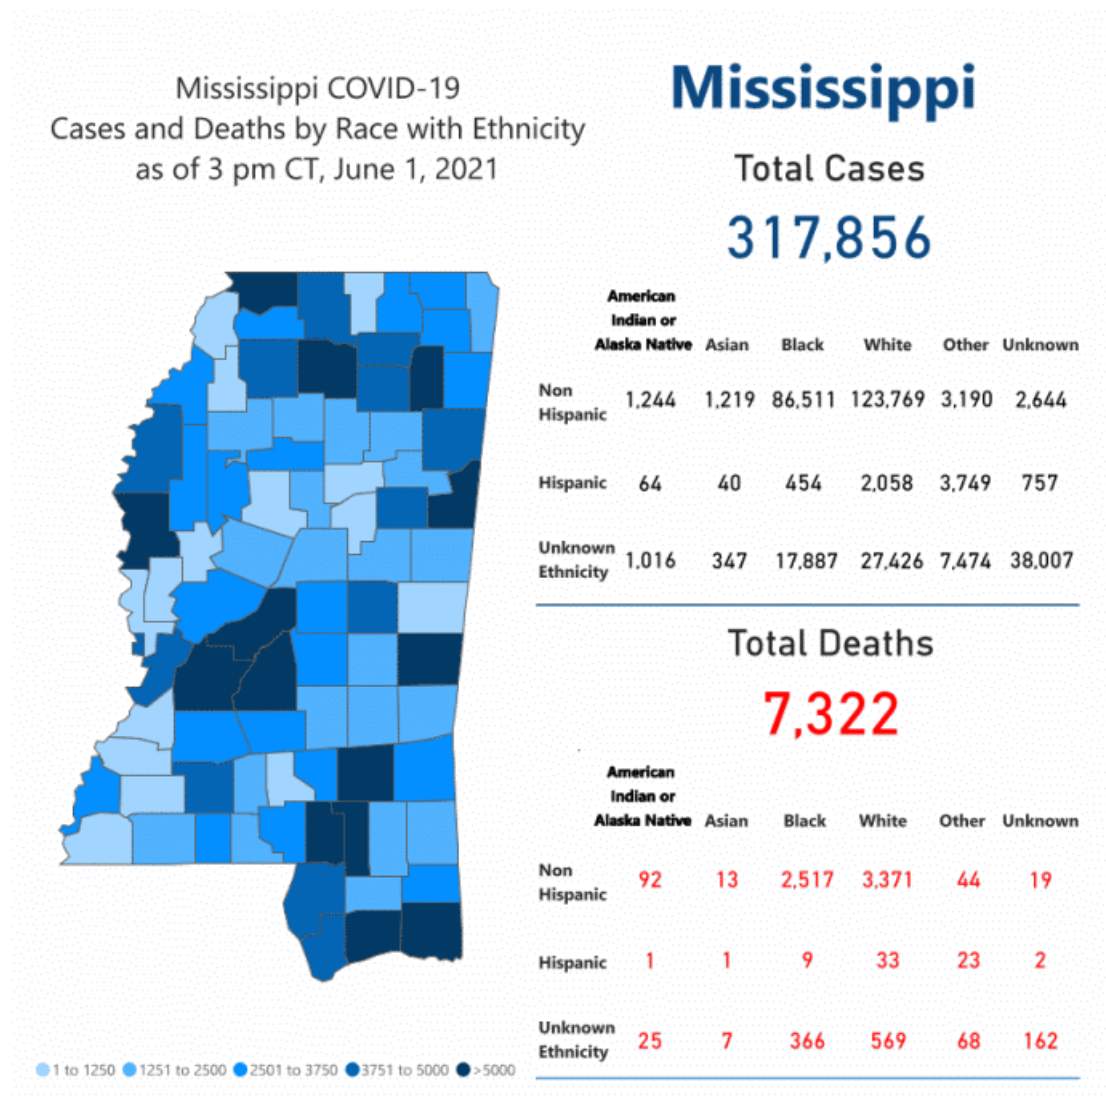 Mississippi COVID-19
Cases and Deaths by Race with Ethnicity
as of 3 pm CT, June 1, 2021
Mississippi
Total Cases
317,856
American
Indian or
Alaska Native Asian Black White Other Unknown
Non
Hispanic 1,244 1,219 86,511 123,769 3,190 2,644
Hispanic 64 40 454 2,058 3,749 757
Unknown
Ethnicity 1,016 347 17,887 27,426 7,474 38,007
Total Deaths
7,322
American
Indian or
Alaska Native Asian Black White Other Unknown
Non
Hispanic 92 13 2,517 3,371 44 19
Hispanic 1 1 9 33 23 2
Unknown
Ethnicity 25 7 366 569 68 162
1 to 1250 1251 to 2500 2501 to 3750 3751 to 5000 >5000